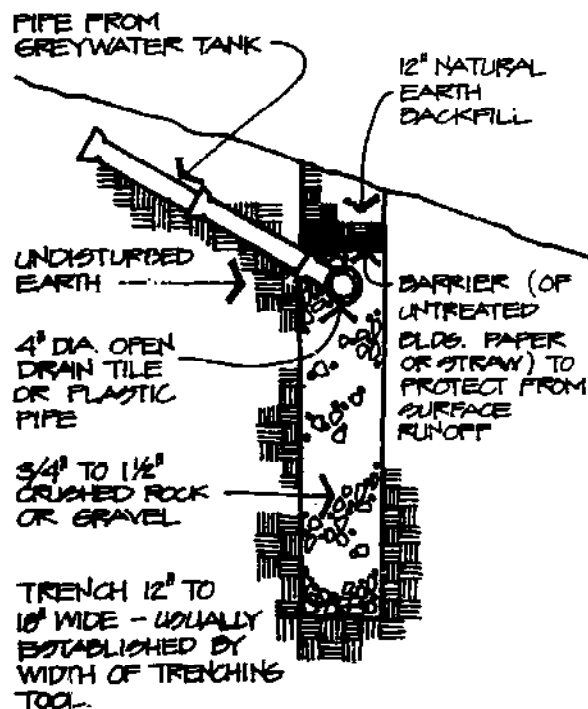 PIPE FROM
GREYWATER TANK
12" NATURAL
EARTH
BACKFILL
UNDISTURBED
EARTH
BARRIER (OF
UNTREATED
BLDG. PAPER
OR STRAW) TO
PROTECT FROM
SURFACE
RUNOFF
4" DIA. OPEN
DRAIN TILE
OR PLASTIC
PIPE
3/4" TO 1 1/2"
CRUSHED ROCK
OR GRAVEL
TRENCH 12" TO
18" WIDE - USUALLY
ESTABLISHED BY
WIDTH OF TRENCHING
TOOL.